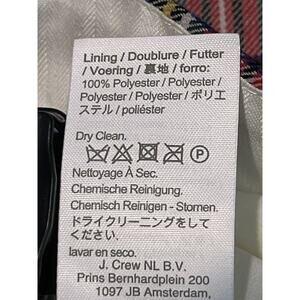 Lining / Doublure / Futter
/ Voering / 裏地 / forro:
100% Polyester / Polyester /
Polyester / Polyester / ポリエ
ステル / poliéster
Dry Clean.
P
Nettoyage À Sec.
Chemische Reinigung.
Chemisch Reinigen - Stomen.
ドライクリーニングをして
ください.
lavar en seco.
J. Crew NL B.V.
Prins Bernhardplein 200
1097 JB Amsterdam,